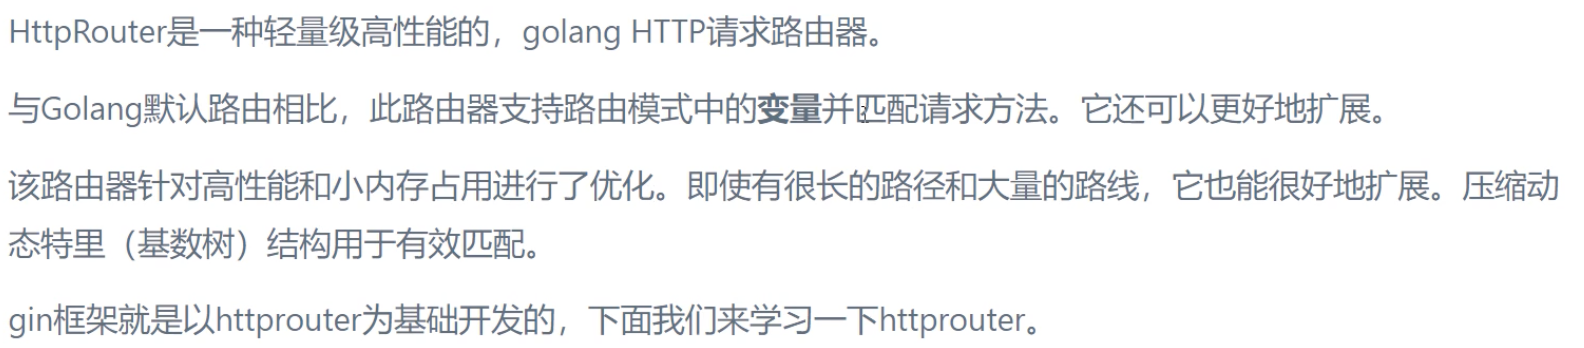 HttpRouter是一种轻量级高性能的，golang HTTP请求路由器。
与Golang默认路由相比，此路由器支持路由模式中的变量并匹配请求方法。它还可以更好地扩展。
该路由器针对高性能和小内存占用进行了优化。即使有很长的路径和大量的路线，它也能很好地扩展。压缩动
态特里（基数树）结构用于有效匹配。
gin框架就是以httprouter为基础开发的，下面我们来学习一下httprouter。